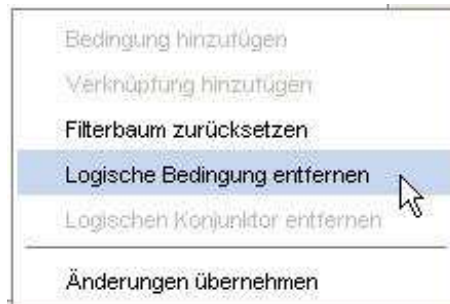 Bedingung hinzufügen
Verknüpfung hinzufügen
Filterbaum zurücksetzen
Logische Bedingung entfernen
Logischen Konjunktor entfernen
Änderungen übernehmen